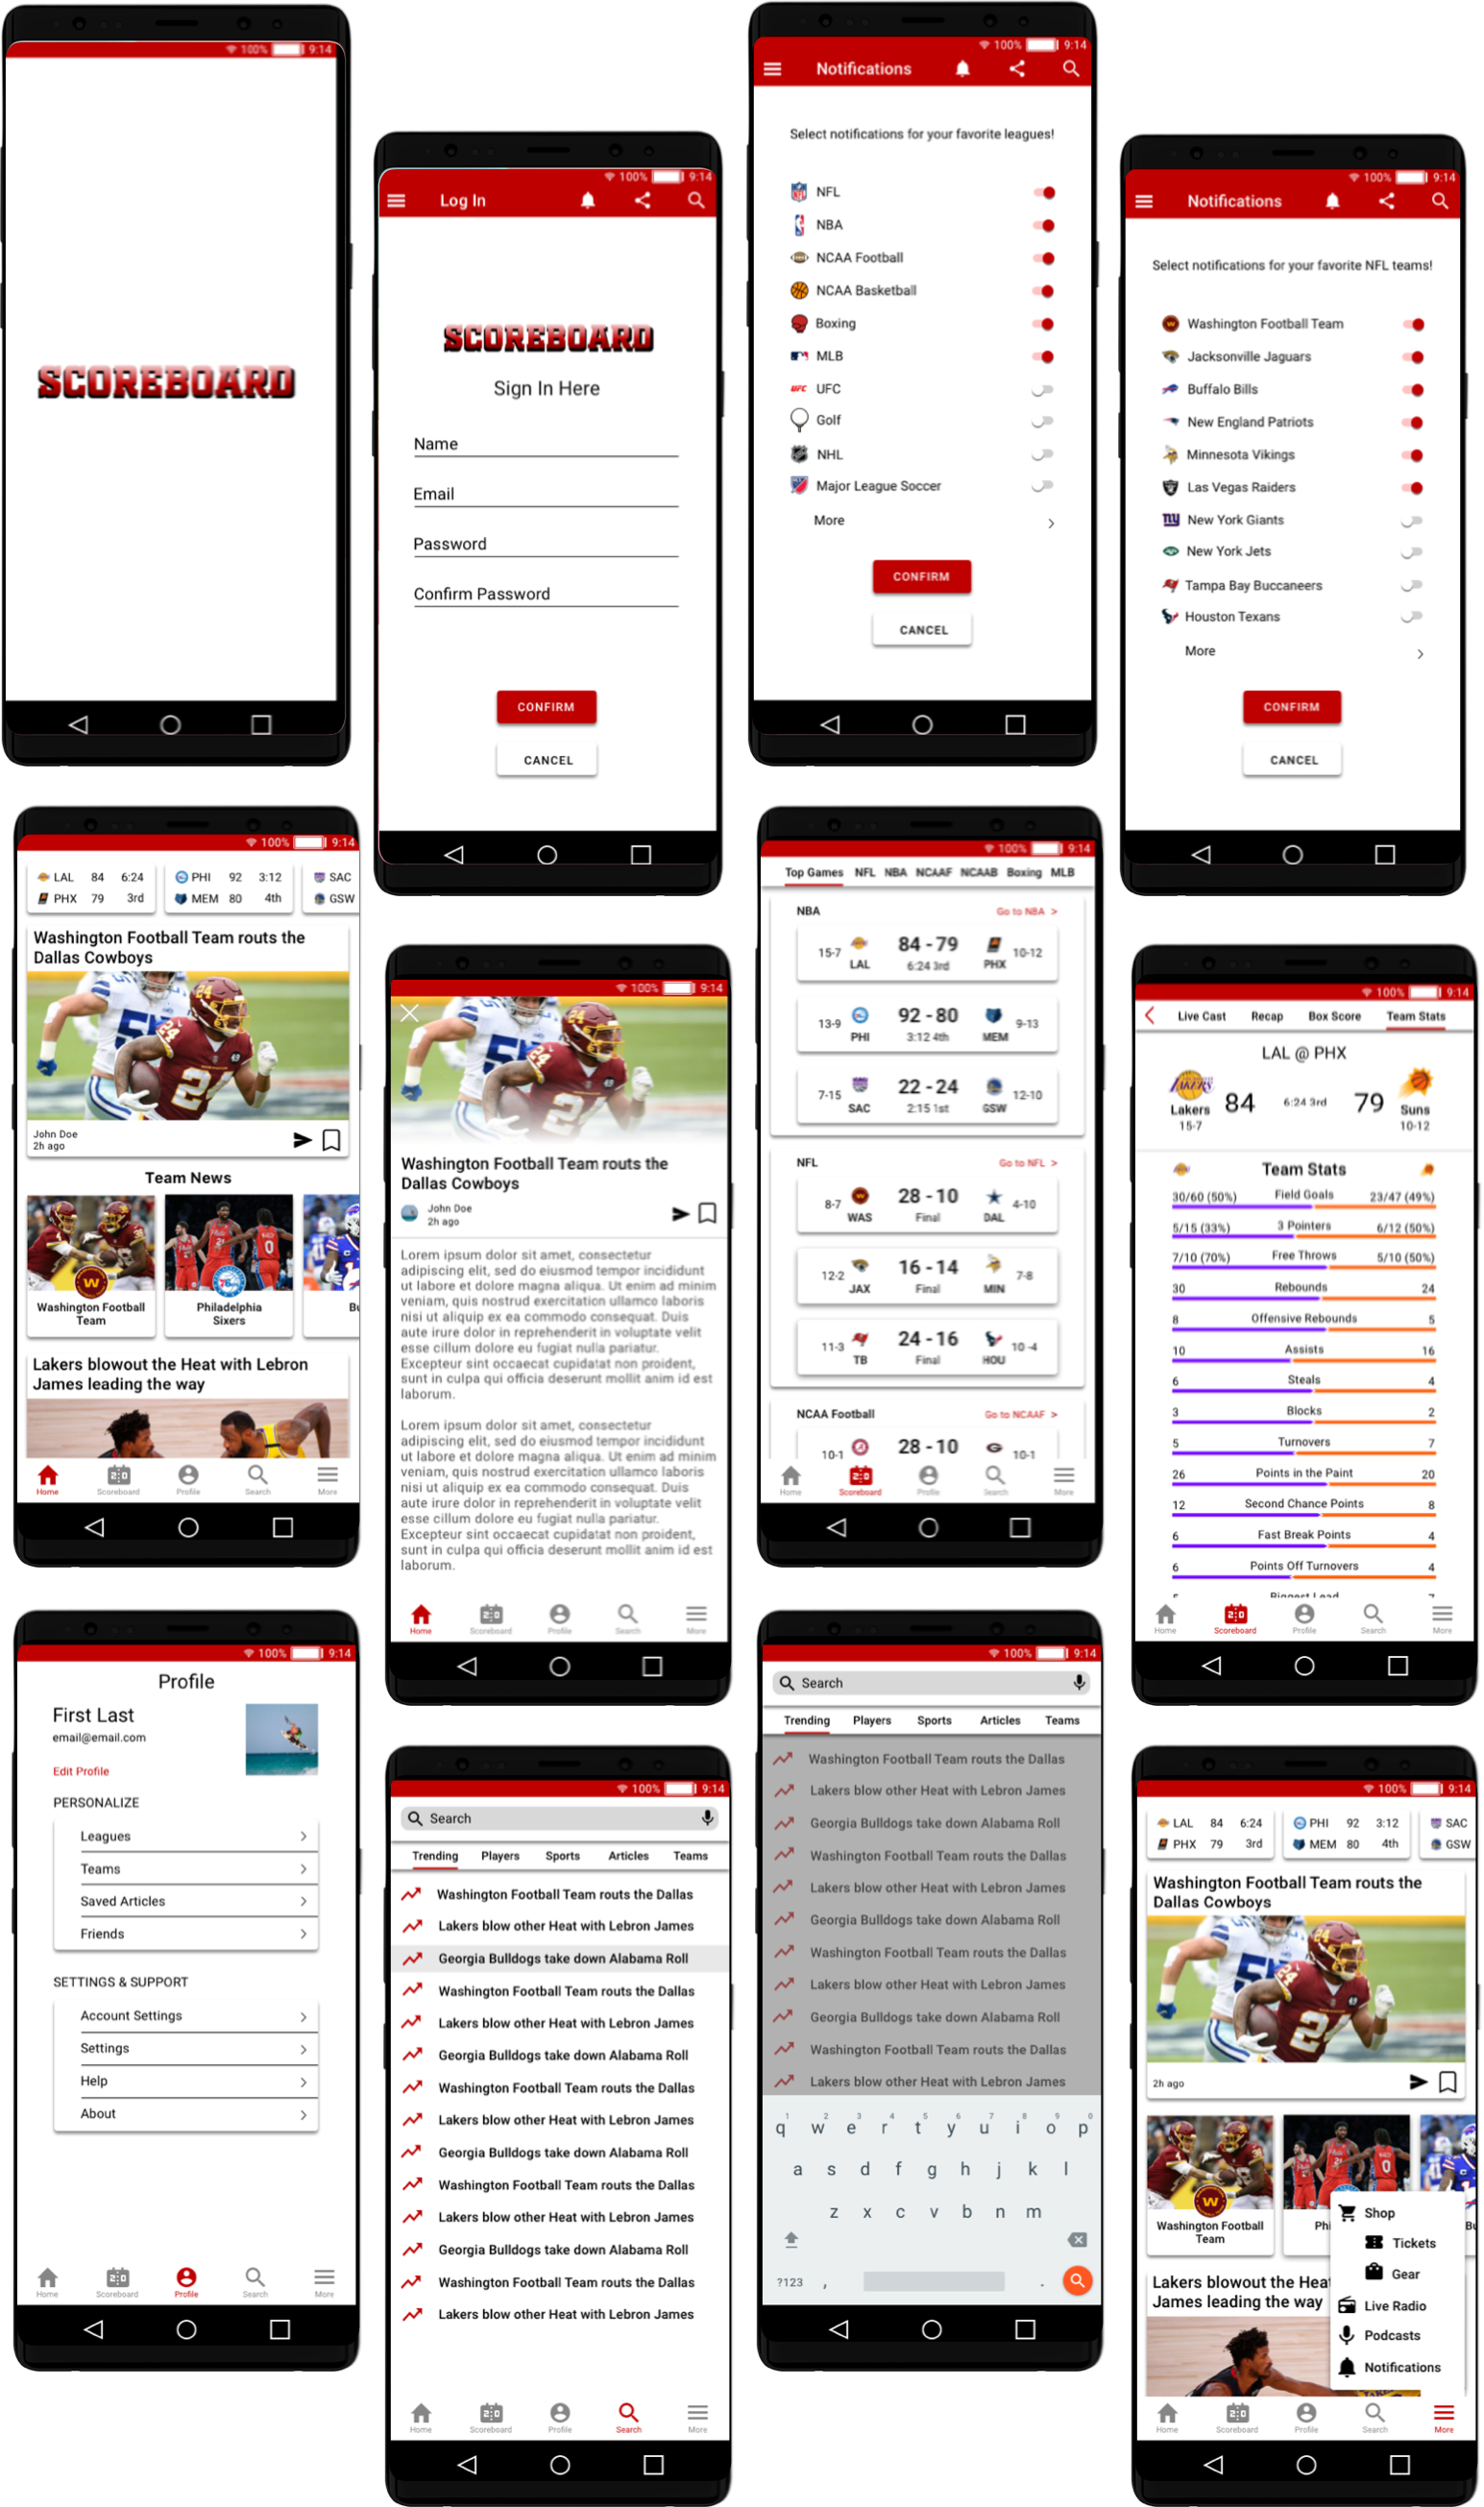 100% 9:14
SCOREBOARD
100% 9:14
Log In
SCOREBOARD
Sign In Here
Name
Email
Password
Confirm Password
CONFIRM
CANCEL
100% 9:14
Notifications
Select notifications for your favorite leagues!
NFL
NBA
NCAA Football
NCAA Basketball
Boxing
MLB
UFC UFC
Golf
NHL
Major League Soccer
More
CONFIRM
CANCEL
100% 9:14
Notifications
Select notifications for your favorite NFL teams!
Washington Football Team
Jacksonville Jaguars
Buffalo Bills
New England Patriots
Minnesota Vikings
Las Vegas Raiders
ny New York Giants
New York Jets
Tampa Bay Buccaneers
Houston Texans
More
CONFIRM
CANCEL
100% 9:14
LAL 84 6:24 PHI 92 3:12 SAC
PHX 79 3rd MEM 80 4th GSW
Washington Football Team routs the
Dallas Cowboys
John Doe
2h ago
Team News
Washington Football
Team
Philadelphia
Sixers
Bu
Lakers blowout the Heat with Lebron
James leading the way
Home Scoreboard Profile Search More
100% 9:14
Washington Football Team routs the
Dallas Cowboys
John Doe
2h ago
Lorem ipsum dolor sit amet, consectetur
adipiscing elit, sed do eiusmod tempor incididunt
ut labore et dolore magna aliqua. Ut enim ad minim
veniam, quis nostrud exercitation ullamco laboris
nisi ut aliquip ex ea commodo consequat. Duis
aute irure dolor in reprehenderit in voluptate velit
esse cillum dolore eu fugiat nulla pariatur.
Excepteur sint occaecat cupidatat non proident,
sunt in culpa qui officia deserunt mollit anim id est
laborum.
Lorem ipsum dolor sit amet, consectetur
adipiscing elit, sed do eiusmod tempor incididunt
ut labore et dolore magna aliqua. Ut enim ad minim
veniam, quis nostrud exercitation ullamco laboris
nisi ut aliquip ex ea commodo consequat. Duis
aute irure dolor in reprehenderit in voluptate velit
esse cillum dolore eu fugiat nulla pariatur.
Excepteur sint occaecat cupidatat non proident,
sunt in culpa qui officia deserunt mollit anim id est
laborum.
Home Scoreboard Profile Search More
100% 9:14
Top Games NFL NBA NCAAF NCAAB Boxing MLB
NBA Go to NBA >
15-7 LAL 84 - 79 PHX 10-12
6:24 3rd
13-9 PHI 92 - 80 MEM 9-13
3:12 4th
7-15 SAC 22 - 24 GSW 12-10
2:15 1st
NFL Go to NFL >
8-7 WAS 28 - 10 DAL 4-10
Final
12-2 JAX 16 - 14 MIN 7-8
Final
11-3 TB 24 - 16 HOU 10 -4
Final
NCAA Football Go to NCAAF >
10-1 28 - 10 10-1
Home Scoreboard Profile Search More
100% 9:14
Live Cast Recap Box Score Team Stats
LAL @ PHX
Lakers 84 6:24 3rd 79 Suns
15-7 10-12
Team Stats
30/60 (50%) Field Goals 23/47 (49%)
5/15 (33%) 3 Pointers 6/12 (50%)
7/10 (70%) Free Throws 5/10 (50%)
30 Rebounds 24
8 Offensive Rebounds 5
10 Assists 16
6 Steals 4
3 Blocks 2
5 Turnovers 7
26 Points in the Paint 20
12 Second Chance Points 8
6 Fast Break Points 4
6 Points Off Turnovers 4
Biggest Lead
Home Scoreboard Profile Search More
100% 9:14
Profile
First Last
email@email.com
Edit Profile
PERSONALIZE
Leagues
Teams
Saved Articles
Friends
SETTINGS & SUPPORT
Account Settings
Settings
Help
About
Home Scoreboard Profile Search More
100% 9:14
Search
Trending Players Sports Articles Teams
Washington Football Team routs the Dallas
Lakers blow other Heat with Lebron James
Georgia Bulldogs take down Alabama Roll
Washington Football Team routs the Dallas
Lakers blow other Heat with Lebron James
Georgia Bulldogs take down Alabama Roll
Washington Football Team routs the Dallas
Lakers blow other Heat with Lebron James
Georgia Bulldogs take down Alabama Roll
Washington Football Team routs the Dallas
Lakers blow other Heat with Lebron James
Georgia Bulldogs take down Alabama Roll
Washington Football Team routs the Dallas
Lakers blow other Heat with Lebron James
Home Scoreboard Profile Search More
100% 9:14
Search
Trending Players Sports Articles Teams
Washington Football Team routs the Dallas
Lakers blow other Heat with Lebron James
Georgia Bulldogs take down Alabama Roll
Washington Football Team routs the Dallas
Lakers blow other Heat with Lebron James
Georgia Bulldogs take down Alabama Roll
Washington Football Team routs the Dallas
Lakers blow other Heat with Lebron James
Georgia Bulldogs take down Alabama Roll
Washington Football Team routs the Dallas
Lakers blow other Heat with Lebron James
1 2 3 4 5 6 7 8 9 0
q w e r t y u i o p
a s d f g h j k l
z x c v b n m
?123 , .
100% 9:14
LAL 84 6:24 PHI 92 3:12 SAC
PHX 79 3rd MEM 80 4th GSW
Washington Football Team routs the
Dallas Cowboys
2h ago
Washington Football
Team
Phi
Bu
Lakers blowout the Heat
James leading the way
Shop
Tickets
Gear
Live Radio
Podcasts
Notifications
Home Scoreboard Profile Search More